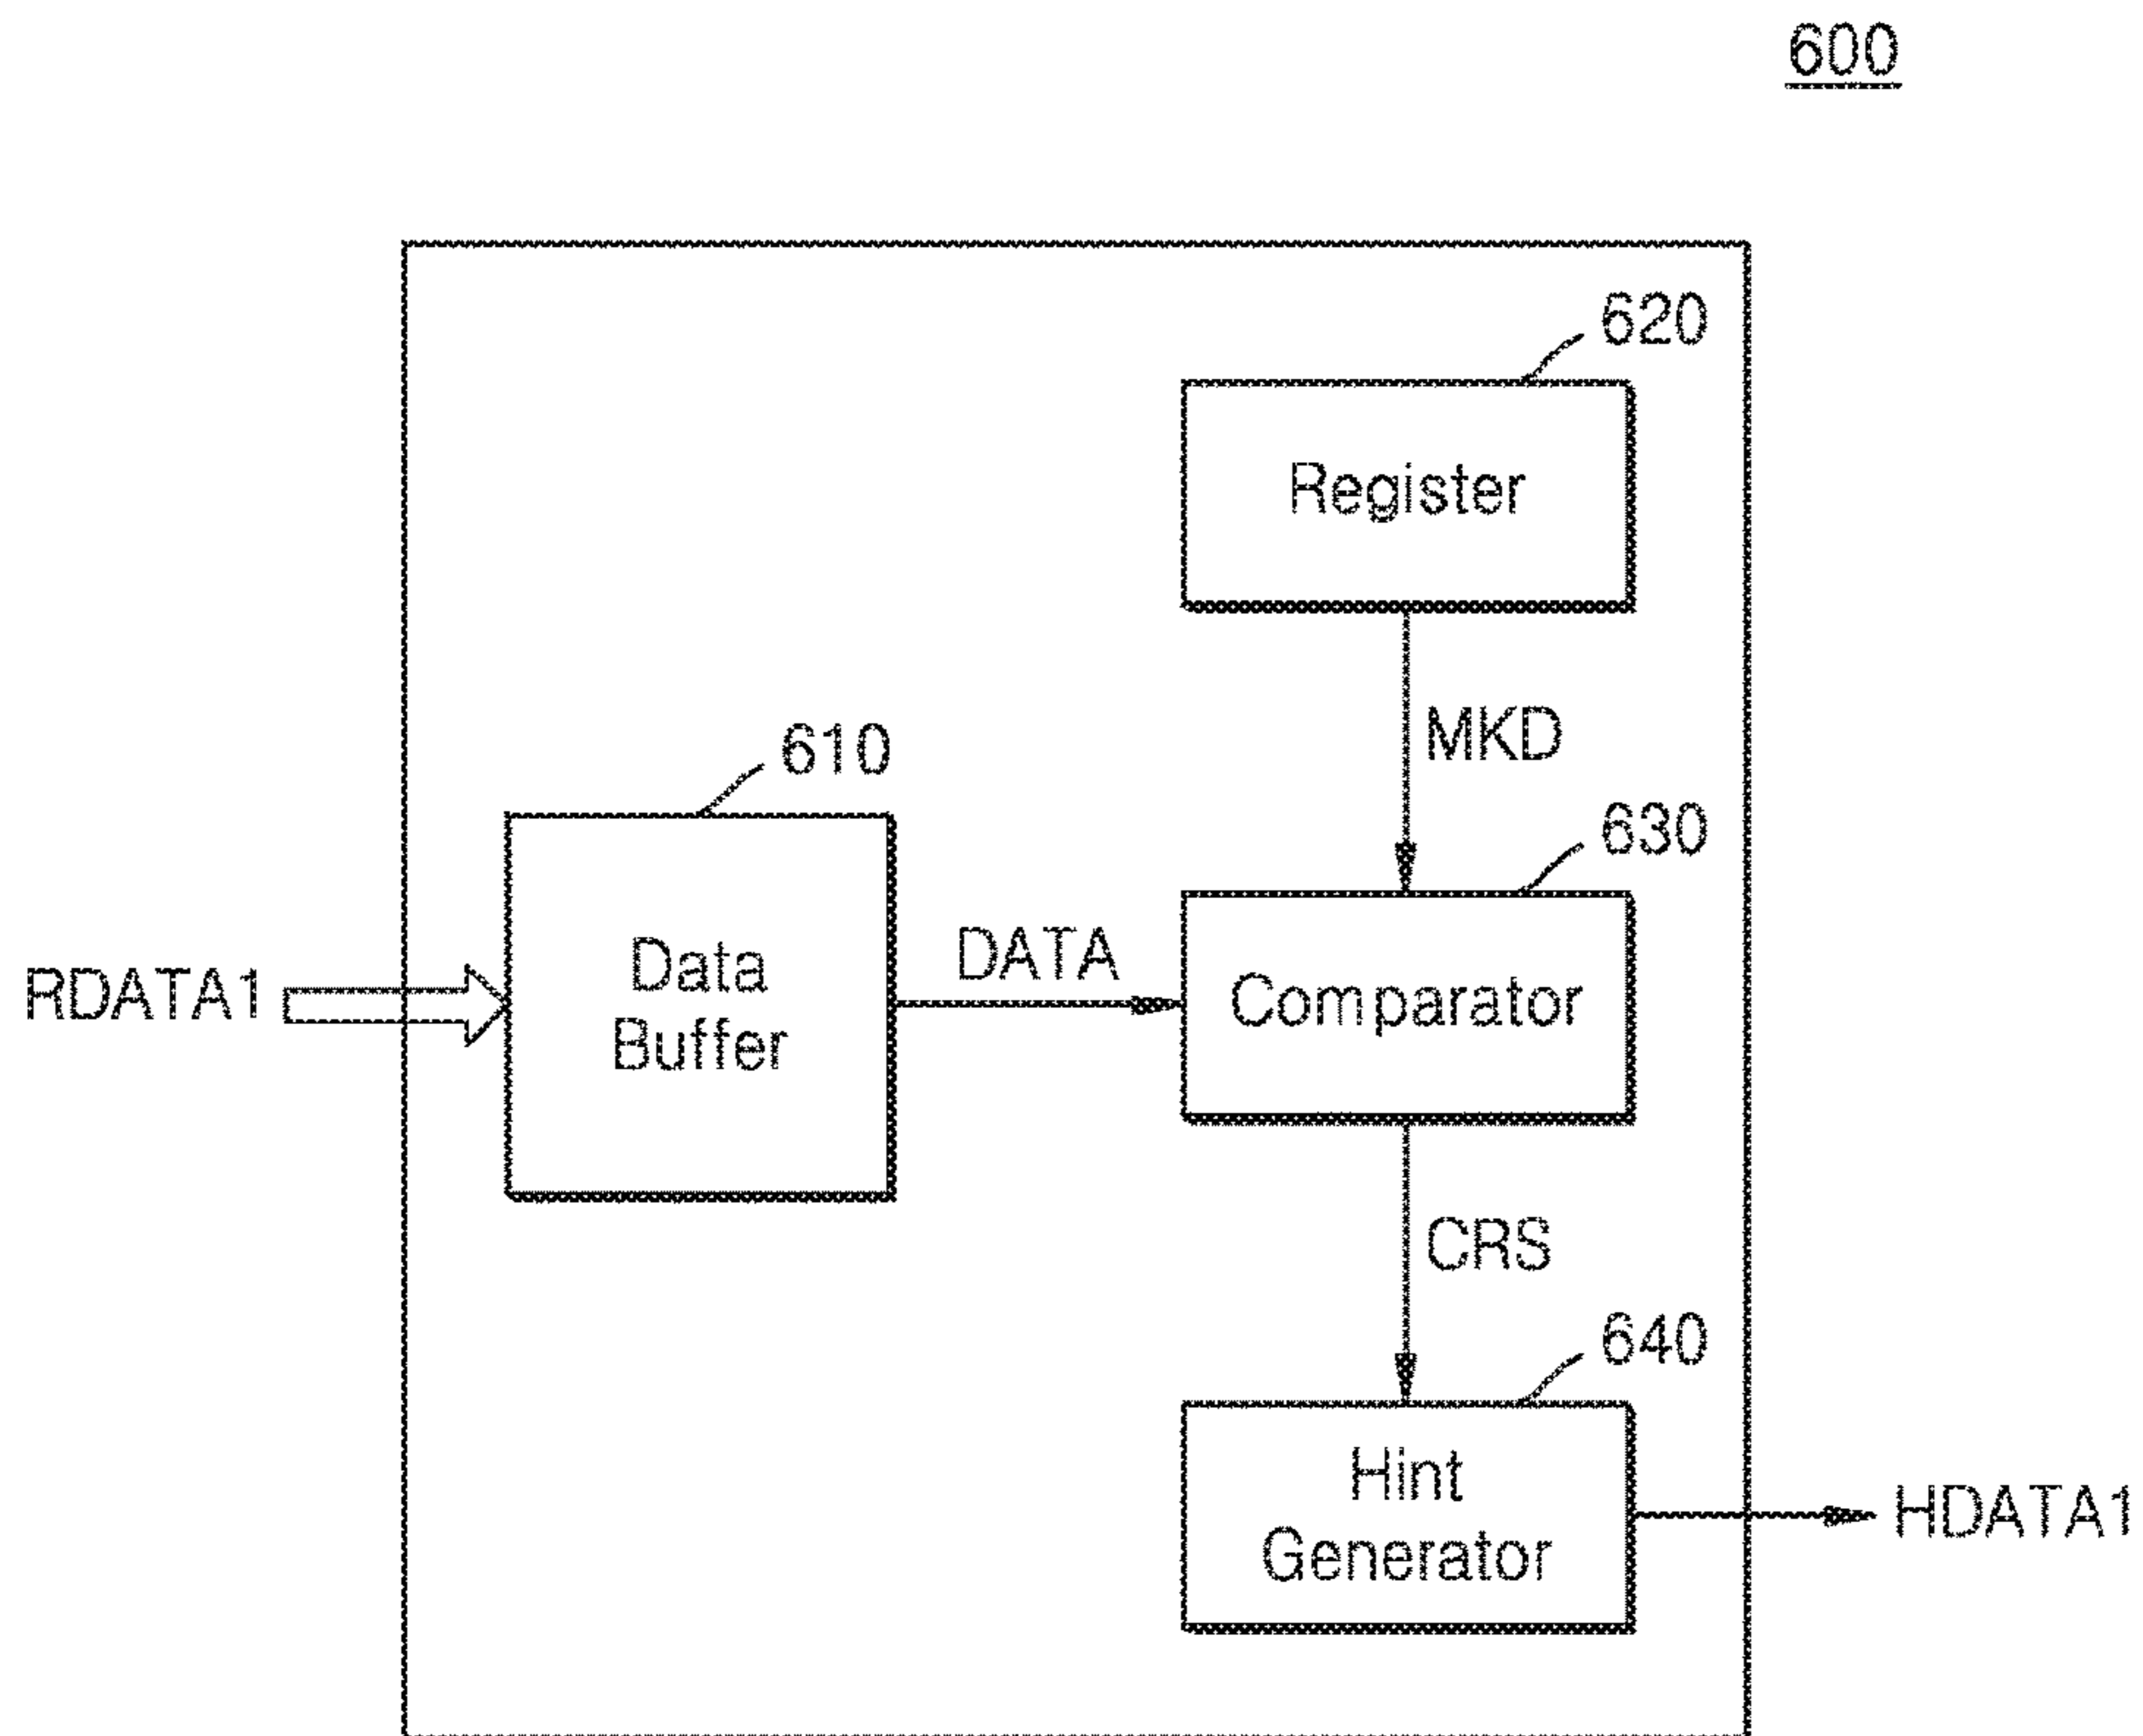 600
620
Register
MKD
610
630
RDATA1
Data
Buffer
DATA
Comparator
CRS
640
Hint
Generator
HDATA1